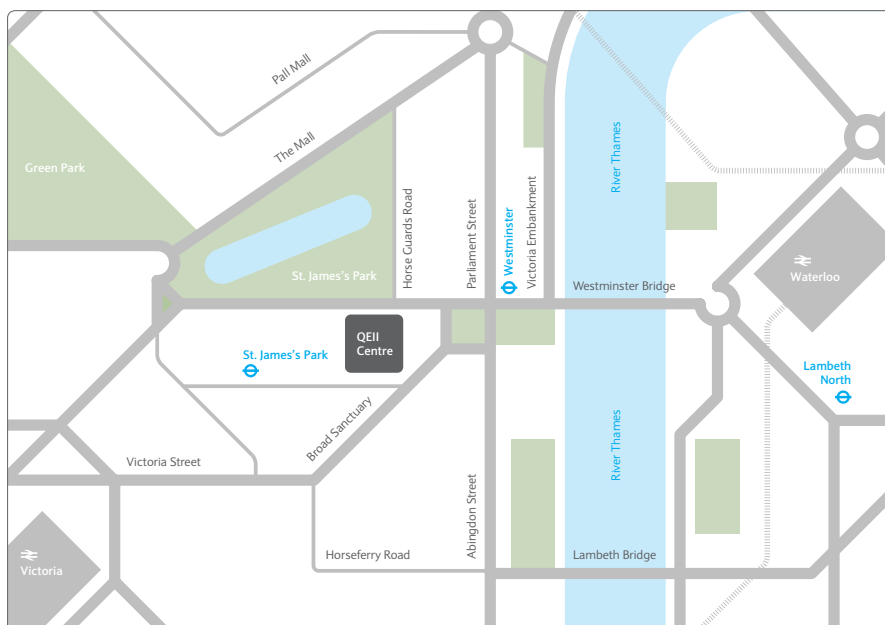 Pall Mall
The Mall
Green Park
River Thames
Horse Guards Road
Parliament Street
Westminster
Victoria Embankment
St. James's Park
Westminster Bridge
Waterloo
QEII
Centre
St. James's Park
Lambeth
North
Broad Sanctuary
Victoria Street
River Thames
Abingdon Street
Horseferry Road
Lambeth Bridge
Victoria